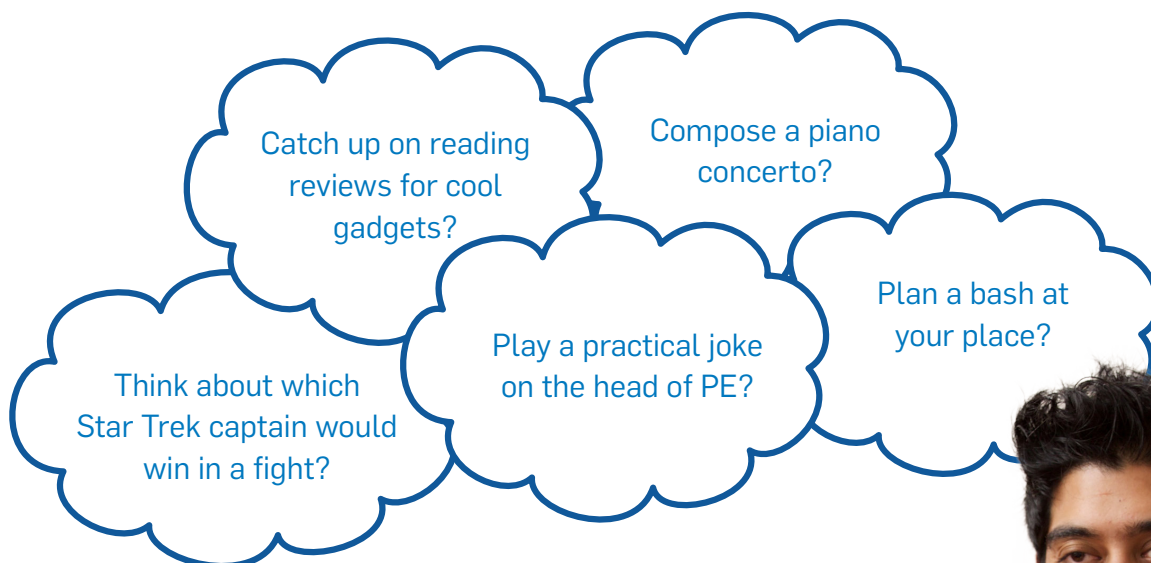 Catch up on reading
reviews for cool
gadgets?
Compose a piano
concerto?
Think about which
Star Trek captain would
win in a fight?
Play a practical joke
on the head of PE?
Plan a bash at
your place?